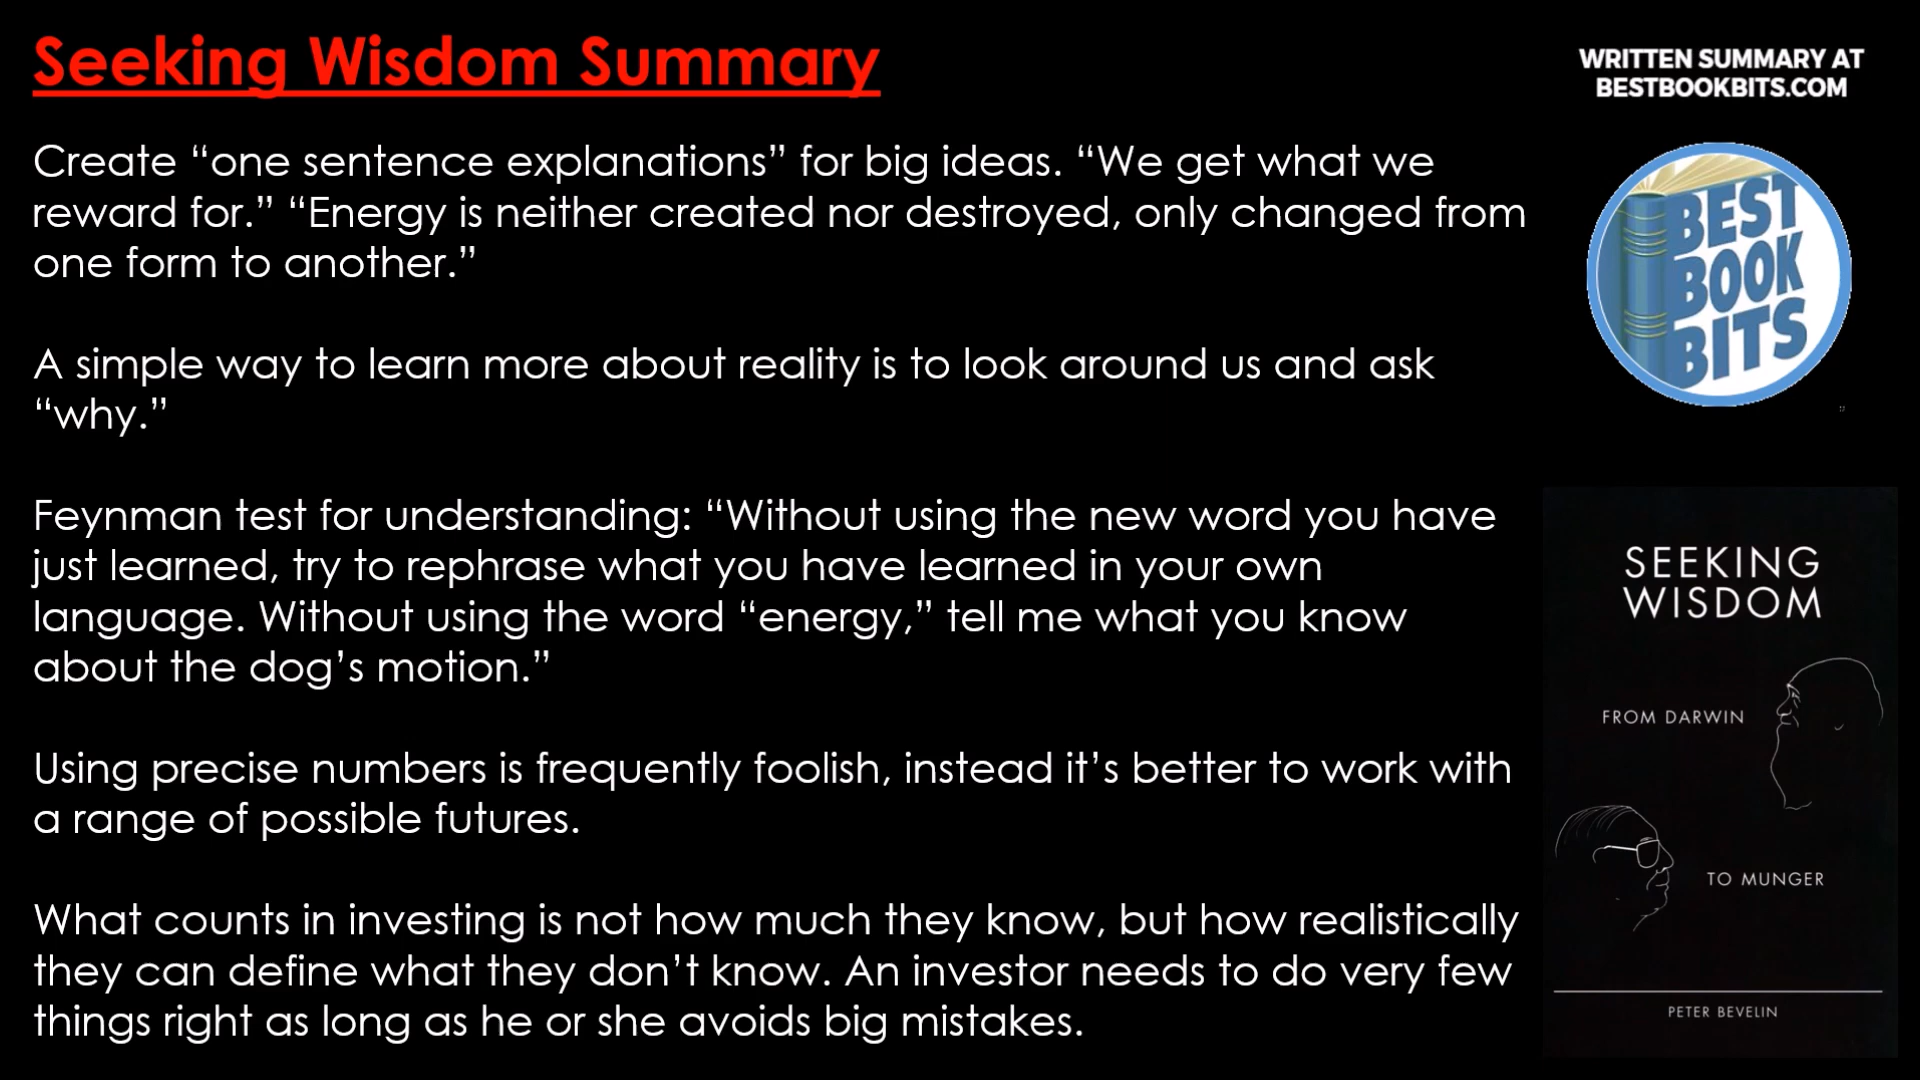 Seeking Wisdom Summary
WRITTEN SUMMARY AT
BESTBOOKBITS.COM
Create “one sentence explanations” for big ideas. “We get what we
reward for.” “Energy is neither created nor destroyed, only changed from
one form to another.”
A simple way to learn more about reality is to look around us and ask
“why.”
Feynman test for understanding: “Without using the new word you have
just learned, try to rephrase what you have learned in your own
language. Without using the word “energy,” tell me what you know
about the dog’s motion.”
Using precise numbers is frequently foolish, instead it’s better to work with
a range of possible futures.
What counts in investing is not how much they know, but how realistically
they can define what they don’t know. An investor needs to do very few
things right as long as he or she avoids big mistakes.
BEST
BOOK
BITS
SEEKING
WISDOM
FROM DARWIN
TO MUNGER
PETER BEVELIN